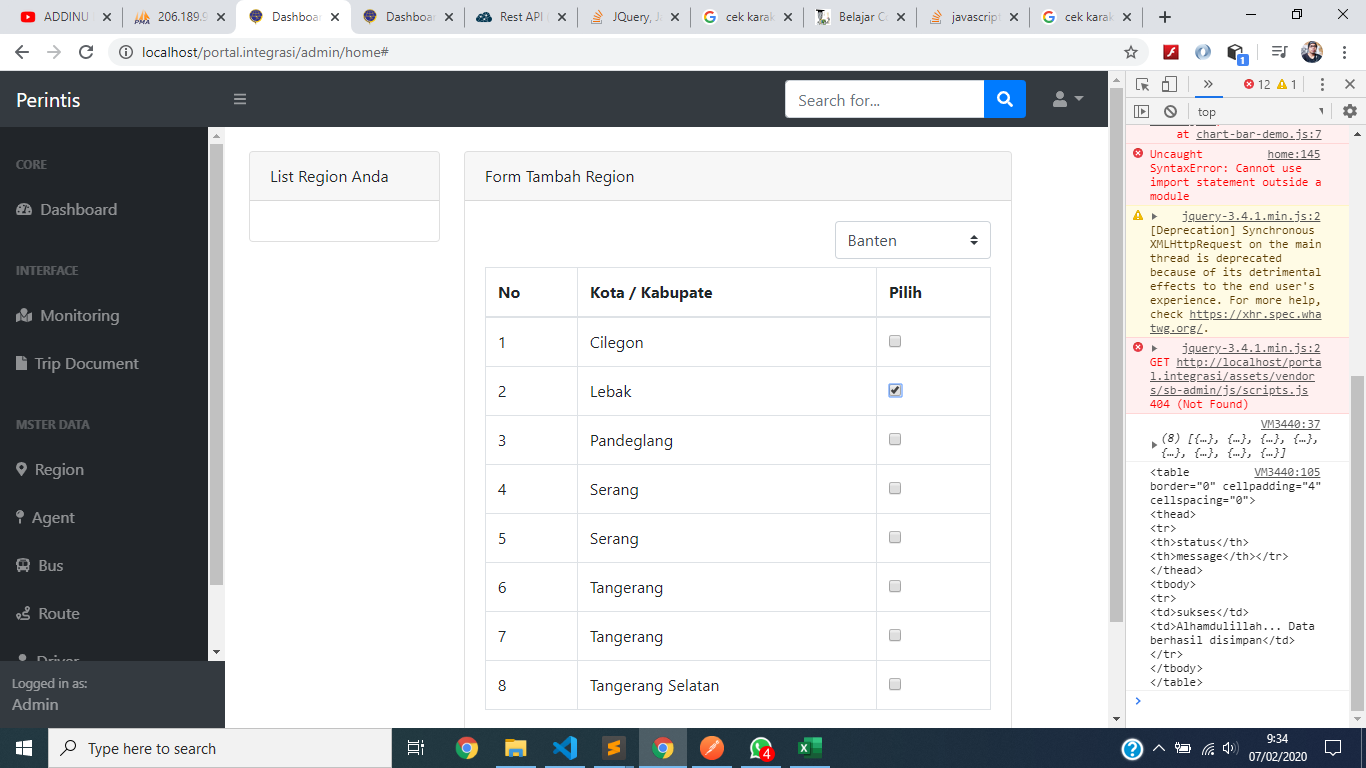 ADDINU
206.189.9
Dashboar
Dashboar
Rest API
JQuery, J
cek karak
Belajar C
javascript
cek karak
localhost/portal.integrasi/admin/home#
Perintis
Search for...
CORE
Dashboard
INTERFACE
Monitoring
Trip Document
MSTER DATA
Region
Agent
Bus
Route
Driver
Logged in as:
Admin
List Region Anda
Form Tambah Region
Banten
No Kota / Kabupate Pilih
1 Cilegon
2 Lebak
3 Pandeglang
4 Serang
5 Serang
6 Tangerang
7 Tangerang
8 Tangerang Selatan
12 1
top
at chart-bar-demo.js:7
Uncaught home:145
SyntaxError: Cannot use
import statement outside a
module
jquery-3.4.1.min.js:2
[Deprecation] Synchronous
XMLHttpRequest on the main
thread is deprecated
because of its detrimental
effects to the end user's
experience. For more help,
check https://xhr.spec.wha
twg.org/.
jquery-3.4.1.min.js:2
GET http://localhost/porta
l.integrasi/assets/vendor
s/sb-admin/js/scripts.js
404 (Not Found)
VM3440:37
(8) [{…}, {…}, {…}, {…},
{…}, {…}, {…}, {…}]
<table VM3440:105
border="0" cellpadding="4"
cellspacing="0">
<thead>
<tr>
<th>status</th>
<th>message</th></tr>
</thead>
<tbody>
<tr>
<td>sukses</td>
<td>Alhamdulillah... Data
berhasil disimpan</td>
</tr>
</tbody>
</table>
Type here to search
4
9:34
07/02/2020